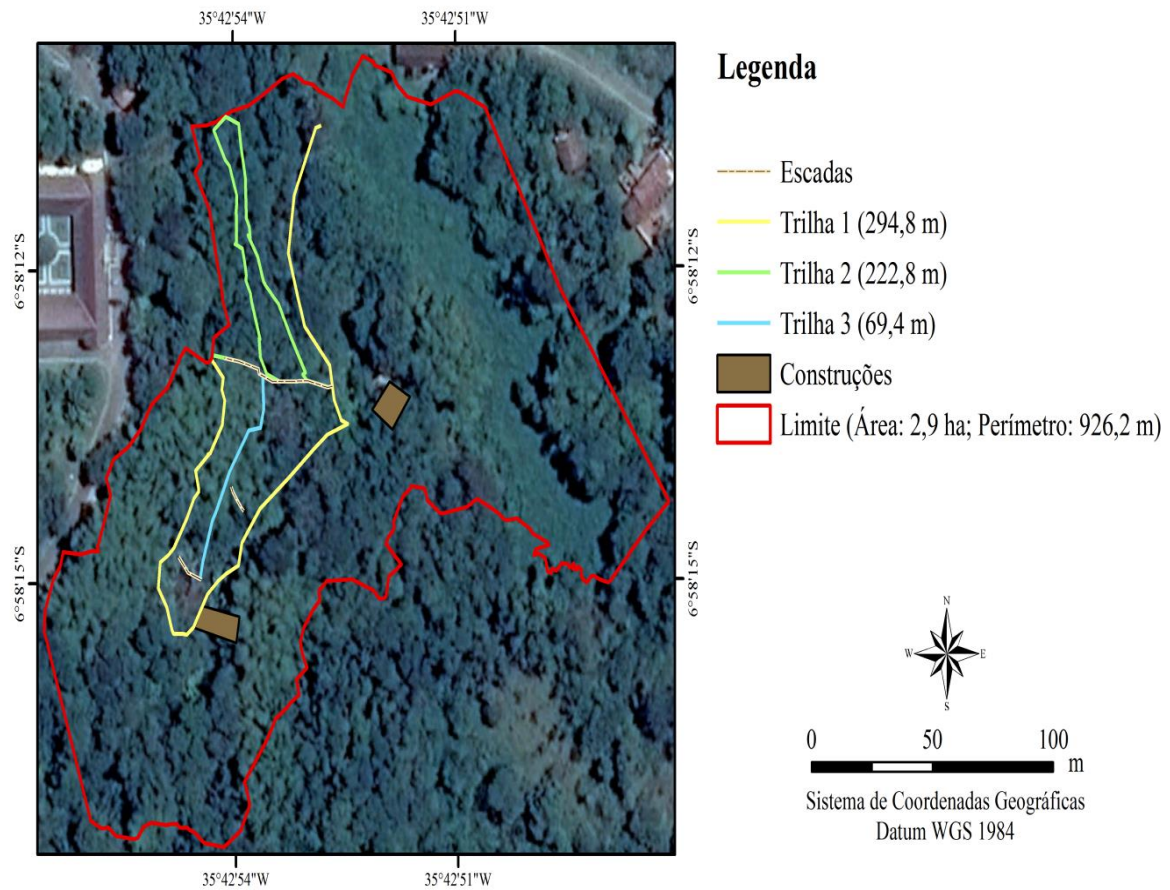 35°42'54"W
35°42'51"W
6°58'12"S
6°58'12"S
6°58'15"S
6°58'15"S
35°42'54"W
35°42'51"W
Legenda
Escadas
Trilha 1 (294,8 m)
Trilha 2 (222,8 m)
Trilha 3 (69,4 m)
Construções
Limite (Área: 2,9 ha; Perímetro: 926,2 m)
N
W
E
S
0 50 100
m
Sistema de Coordenadas Geográficas
Datum WGS 1984